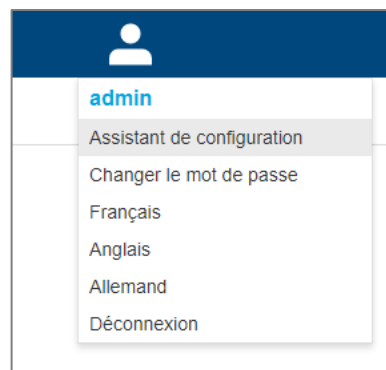 admin
Assistant de configuration
Changer le mot de passe
Français
Anglais
Allemand
Déconnexion